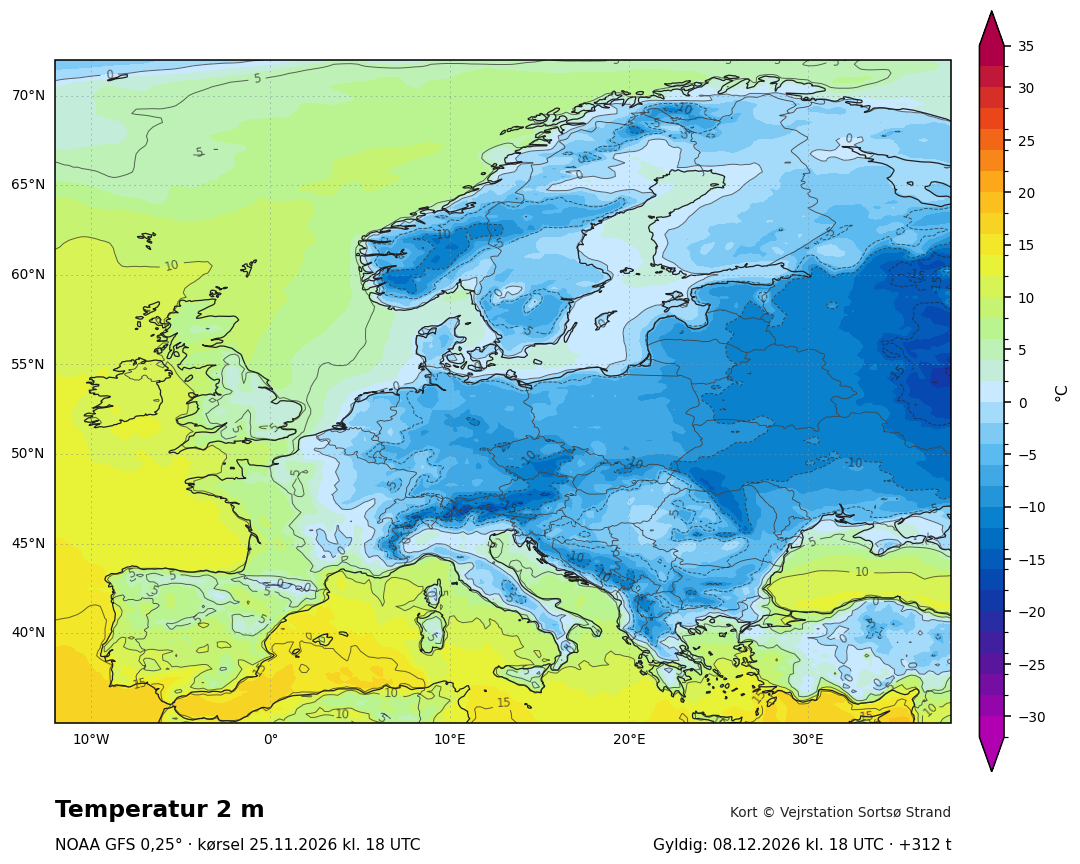 35
30
25
20
15
10
5
0
−5
−10
−15
−20
−25
−30
°C
70°N
65°N
60°N
55°N
50°N
45°N
40°N
10°W
0°
10°E
20°E
30°E
Temperatur 2 m
Kort © Vejrstation Sortsø Strand
NOAA GFS 0,25° · kørsel 25.11.2026 kl. 18 UTC
Gyldig: 08.12.2026 kl. 18 UTC · +312 t